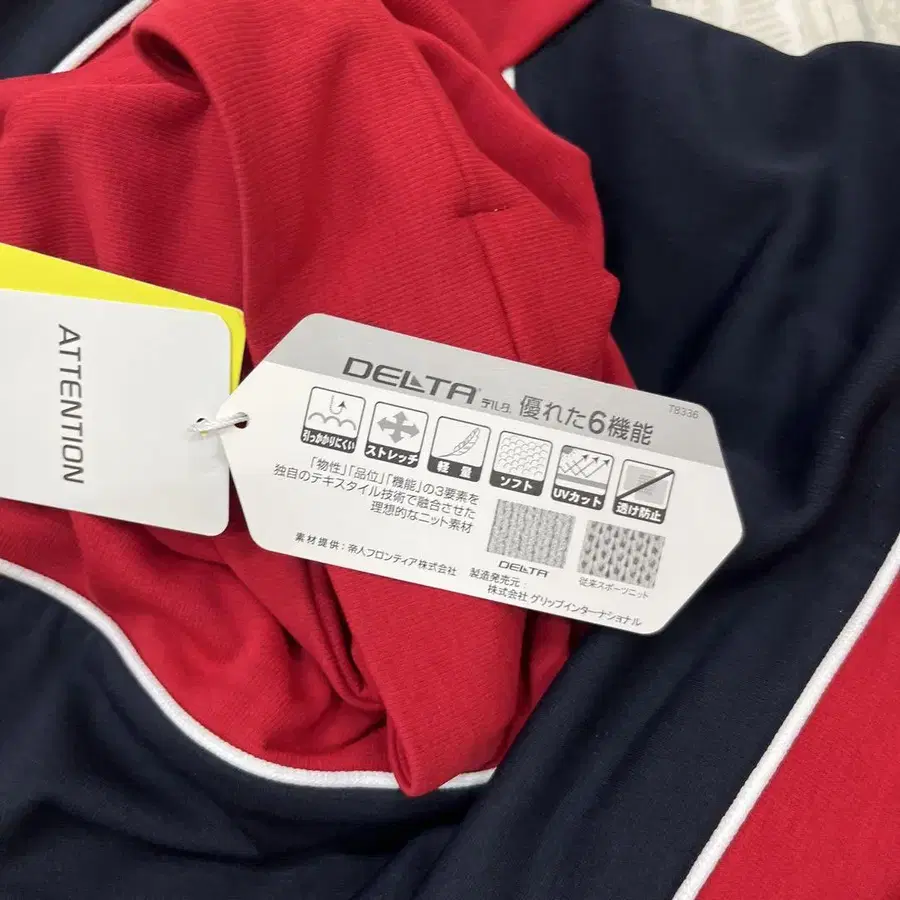 ATTENTION
DELTA®
デルタ® 優れた6機能
T8336
引っかかりにくい
ストレッチ
軽量
ソフト
UVカット
透け防止
「物性」「品位」「機能」の3要素を
独自のテキスタイル技術で融合させた
理想的なニット素材
DELTA
従来スポーツニット
素材提供：帝人フロンティア株式会社
製造発売元：
株式会社グリップインターナショナル